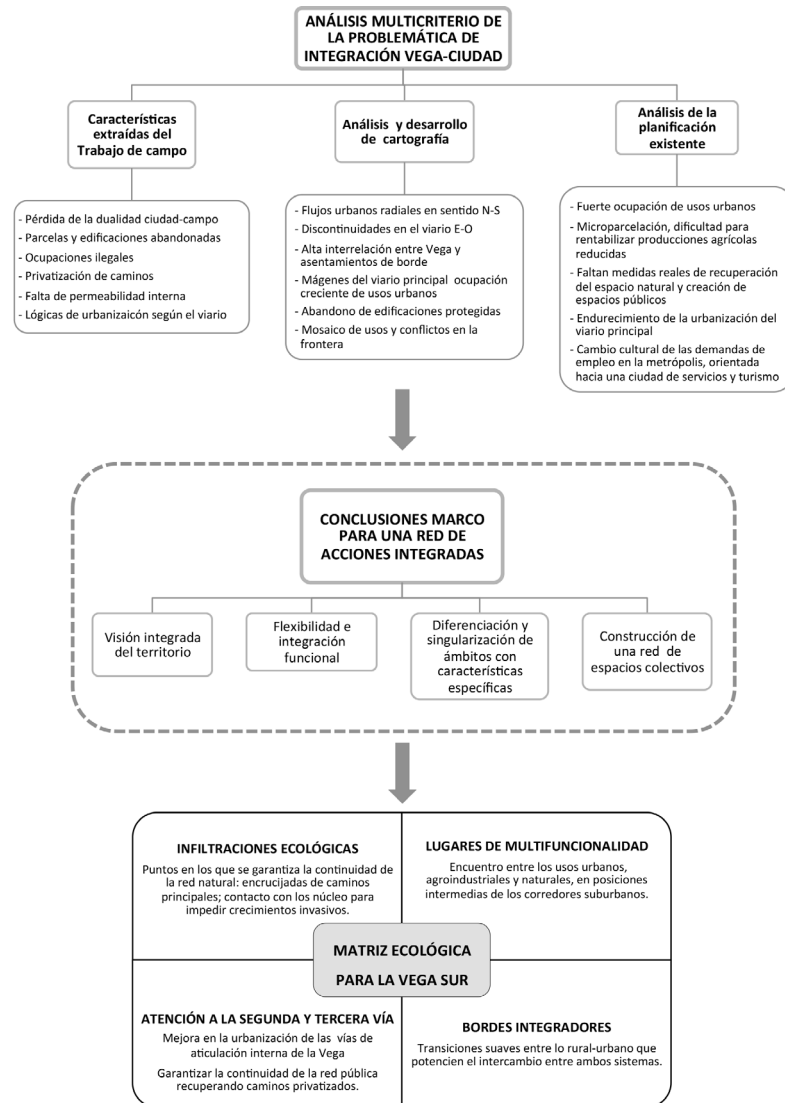 ANÁLISIS MULTICRITERIO DE
LA PROBLEMÁTICA DE
INTEGRACIÓN VEGA-CIUDAD
Características
extraídas del
Trabajo de campo
- Pérdida de la dualidad ciudad-campo
- Parcelas y edificaciones abandonadas
- Ocupaciones ilegales
- Privatización de caminos
- Falta de permeabilidad interna
- Lógicas de urbanizaicón según el viario
Análisis y desarrollo
de cartografía
- Flujos urbanos radiales en sentido N-S
- Discontinuidades en el viario E-O
- Alta interrelación entre Vega y
asentamientos de borde
- Mágenes del viario principal ocupación
creciente de usos urbanos
- Abandono de edificaciones protegidas
- Mosaico de usos y conflictos en la
frontera
Análisis de la
planificación
existente
- Fuerte ocupación de usos urbanos
- Microparcelación, dificultad para
rentabilizar producciones agrícolas
reducidas
- Faltan medidas reales de recuperación
del espacio natural y creación de
espacios públicos
- Endurecimiento de la urbanización del
viario principal
- Cambio cultural de las demandas de
empleo en la metrópolis, orientada
hacia una ciudad de servicios y turismo
CONCLUSIONES MARCO
PARA UNA RED DE
ACCIONES INTEGRADAS
Visión integrada
del territorio
Flexibilidad e
integración
funcional
Diferenciación y
singularización de
ámbitos con
características
específicas
Construcción de
una red de
espacios colectivos
INFILTRACIONES ECOLÓGICAS
Puntos en los que se garantiza la continuidad de
la red natural: encrucijadas de caminos
principales; contacto con los núcleo para
impedir crecimientos invasivos.
LUGARES DE MULTIFUNCIONALIDAD
Encuentro entre los usos urbanos,
agroindustriales y naturales, en posiciones
intermedias de los corredores suburbanos.
MATRIZ ECOLÓGICA
PARA LA VEGA SUR
ATENCIÓN A LA SEGUNDA Y TERCERA VÍA
Mejora en la urbanización de las vías de
aticulación interna de la Vega
Garantizar la continuidad de la red pública
recuperando caminos privatizados.
BORDES INTEGRADORES
Transiciones suaves entre lo rural-urbano que
potencien el intercambio entre ambos sistemas.